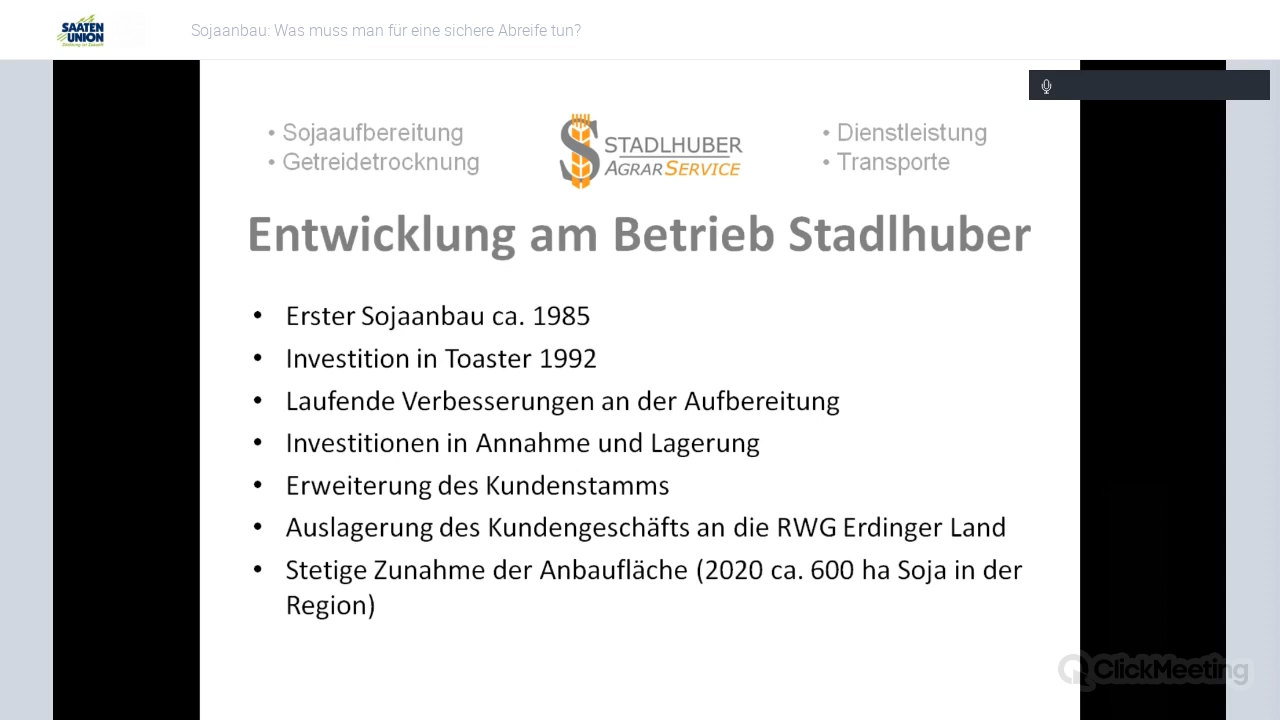 SAATEN
UNION
Züchtung ist Zukunft
Sojaanbau: Was muss man für eine sichere Abreife tun?
• Sojaaufbereitung
• Getreidetrocknung
STADLHUBER
AGRARSERVICE
• Dienstleistung
• Transporte
Entwicklung am Betrieb Stadlhuber
• Erster Sojaanbau ca. 1985
• Investition in Toaster 1992
• Laufende Verbesserungen an der Aufbereitung
• Investitionen in Annahme und Lagerung
• Erweiterung des Kundenstamms
• Auslagerung des Kundengeschäfts an die RWG Erdinger Land
• Stetige Zunahme der Anbaufläche (2020 ca. 600 ha Soja in der
Region)
ClickMeeting